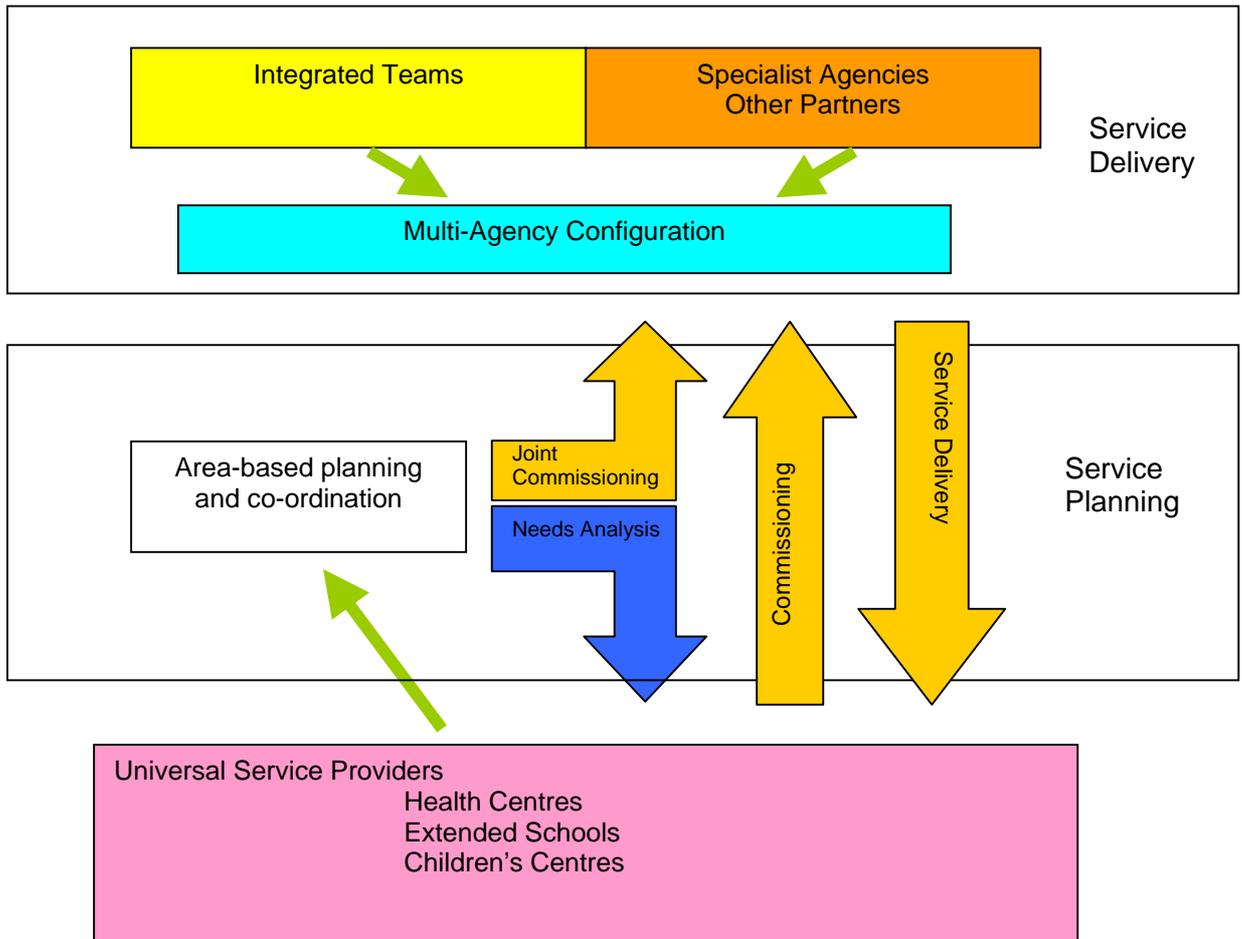 Integrated Teams
Specialist Agencies
Other Partners
Service
Delivery
Multi-Agency Configuration
Joint
Commissioning
Needs Analysis
Commissioning
Service Delivery
Area-based planning
and co-ordination
Service
Planning
Universal Service Providers
Health Centres
Extended Schools
Children’s Centres